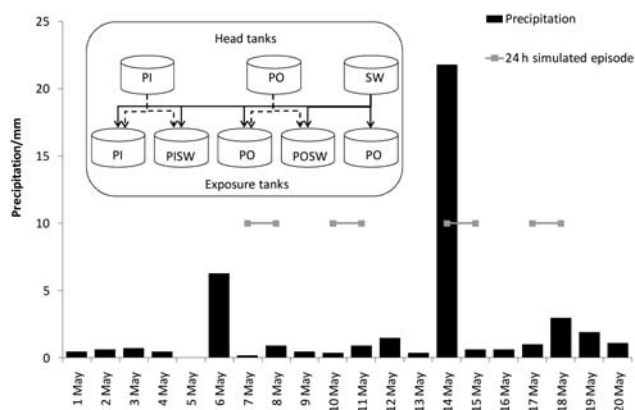 25
20
15
10
5
0
Precipitation/mm
Head tanks
PI
PO
SW
PI
PISW
PO
POSW
PO
Exposure tanks
Precipitation
24 h simulated episode
1 May
2 May
3 May
4 May
5 May
6 May
7 May
8 May
9 May
10 May
11 May
12 May
13 May
14 May
15 May
16 May
17 May
18 May
19 May
20 May